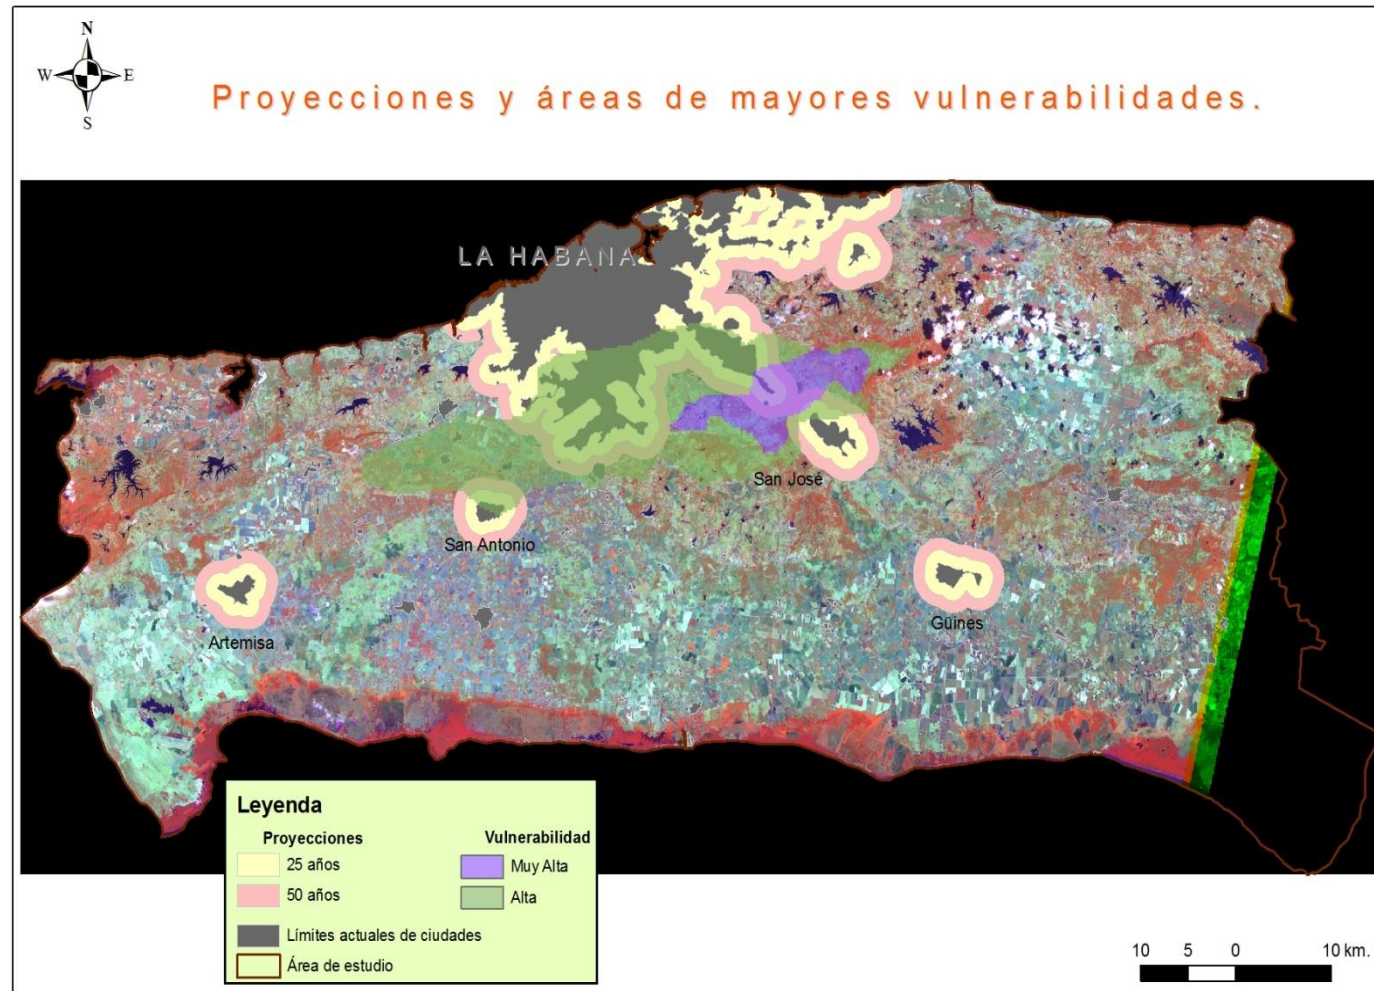 N
W E
S
Proyecciones y áreas de mayores vulnerabilidades.
LA HABANA
San José
San Antonio
Artemisa
Güines
Leyenda
Proyecciones Vulnerabilidad
25 años Muy Alta
50 años Alta
Límites actuales de ciudades
Área de estudio
10 5 0 10 km.